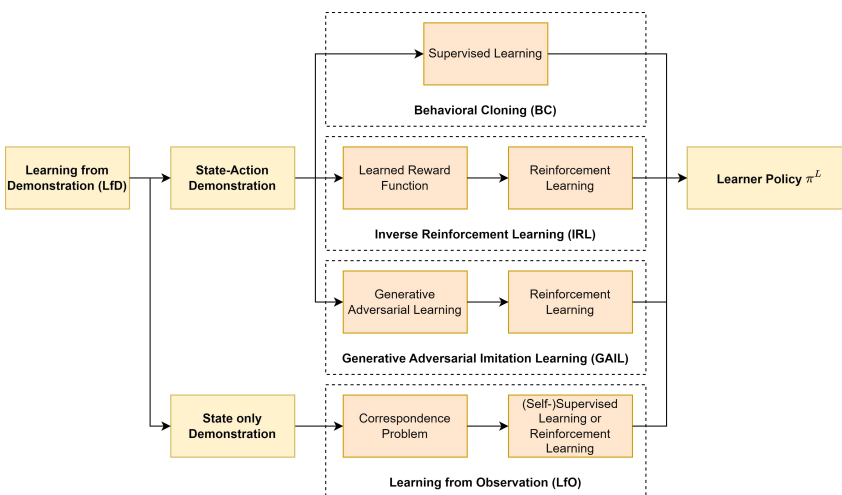 Supervised Learning
Behavioral Cloning (BC)
Learning from
Demonstration (LfD)
State-Action
Demonstration
Learned Reward
Function
Reinforcement
Learning
Learner Policy π^L
Inverse Reinforcement Learning (IRL)
Generative
Adversarial Learning
Reinforcement
Learning
Generative Adversarial Imitation Learning (GAIL)
State only
Demonstration
Correspondence
Problem
(Self-)Supervised
Learning or
Reinforcement
Learning
Learning from Observation (LfO)